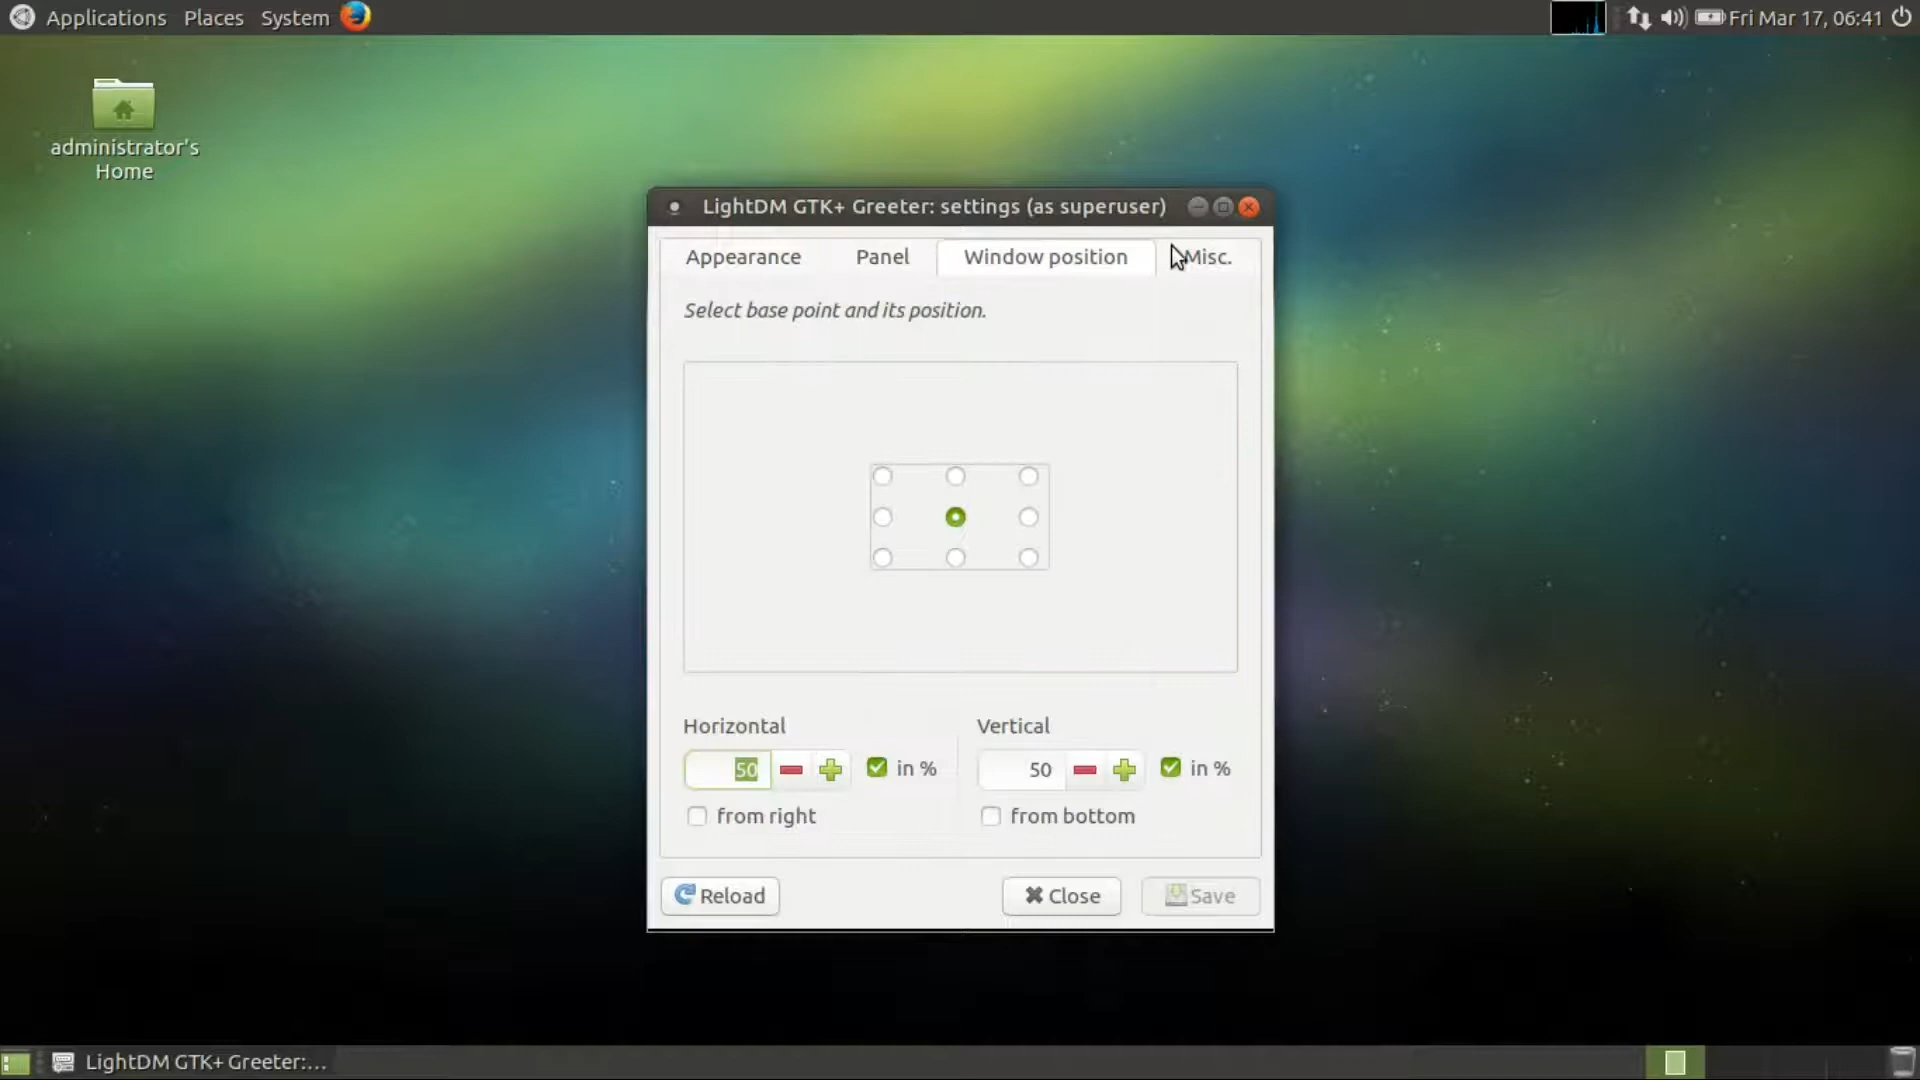 Applications Places System Fri Mar 17, 06:41
administrator's
Home
LightDM GTK+ Greeter: settings (as superuser)
Appearance Panel Window position Misc.
Select base point and its position.
Horizontal Vertical
50 in % 50 in %
from right from bottom
Reload Close Save
LightDM GTK+ Greeter:...